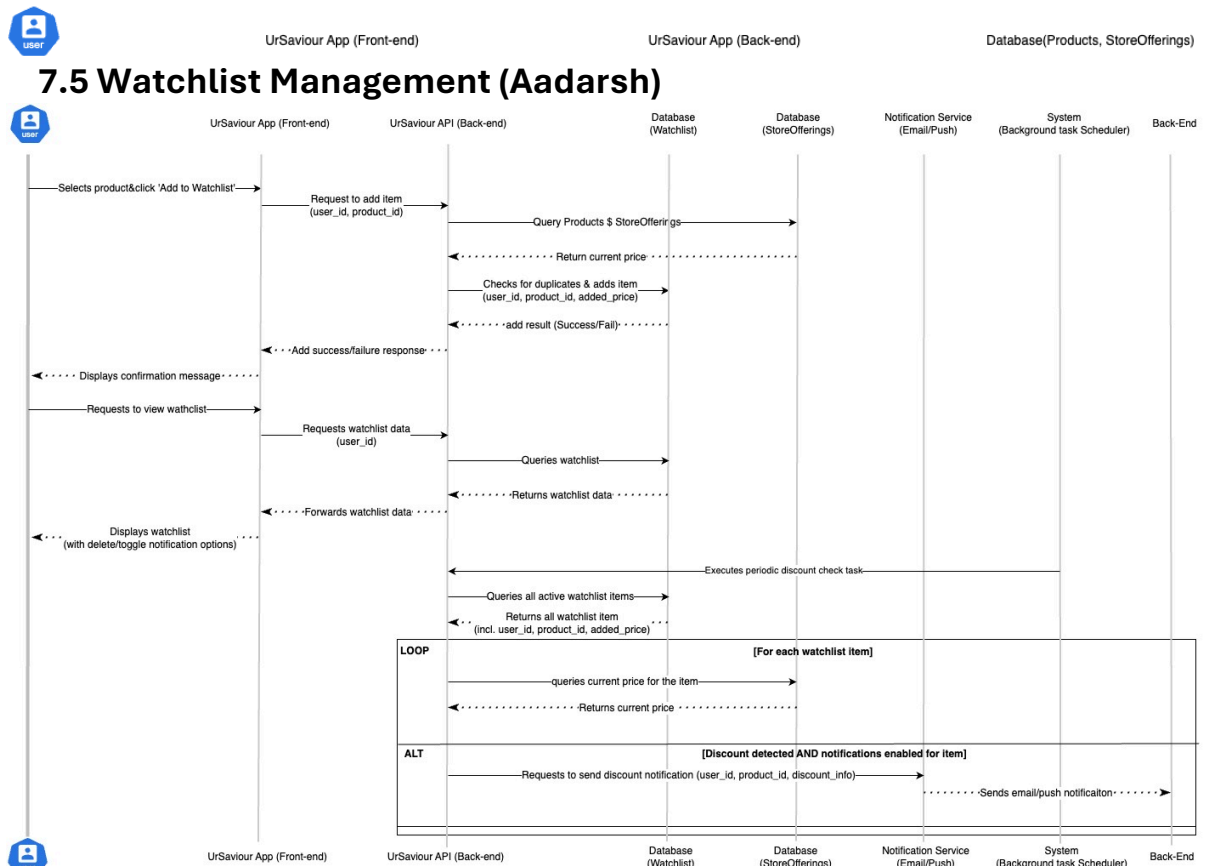 user
UrSaviour App (Front-end) UrSaviour App (Back-end) Database(Products, StoreOfferings)
7.5 Watchlist Management (Aadarsh)
user
UrSaviour App (Front-end) UrSaviour API (Back-end) Database Database Notification Service System Back-End
(Watchlist) (StoreOfferings) (Email/Push) (Background task Scheduler)
Selects product&click 'Add to Watchlist'
Request to add item
(user_id, product_id)
Query Products $ StoreOfferings
Return current price
Checks for duplicates & adds item
(user_id, product_id, added_price)
add result (Success/Fail)
Add success/failure response
Displays confirmation message
Requests to view wathclist
Requests watchlist data
(user_id)
Queries watchlist
Returns watchlist data
Forwards watchlist data
Displays watchlist
(with delete/toggle notification options)
Executes periodic discount check task
Queries all active watchlist items
Returns all watchlist item
(incl. user_id, product_id, added_price)
LOOP [For each watchlist item]
queries current price for the item
Returns current price
ALT [Discount detected AND notifications enabled for item]
Requests to send discount notification (user_id, product_id, discount_info)
Sends email/push notificaiton
UrSaviour App (Front-end) UrSaviour API (Back-end) Database Database Notification Service System Back-End
(Watchlist) (StoreOfferings) (Email/Push) (Background task Scheduler)